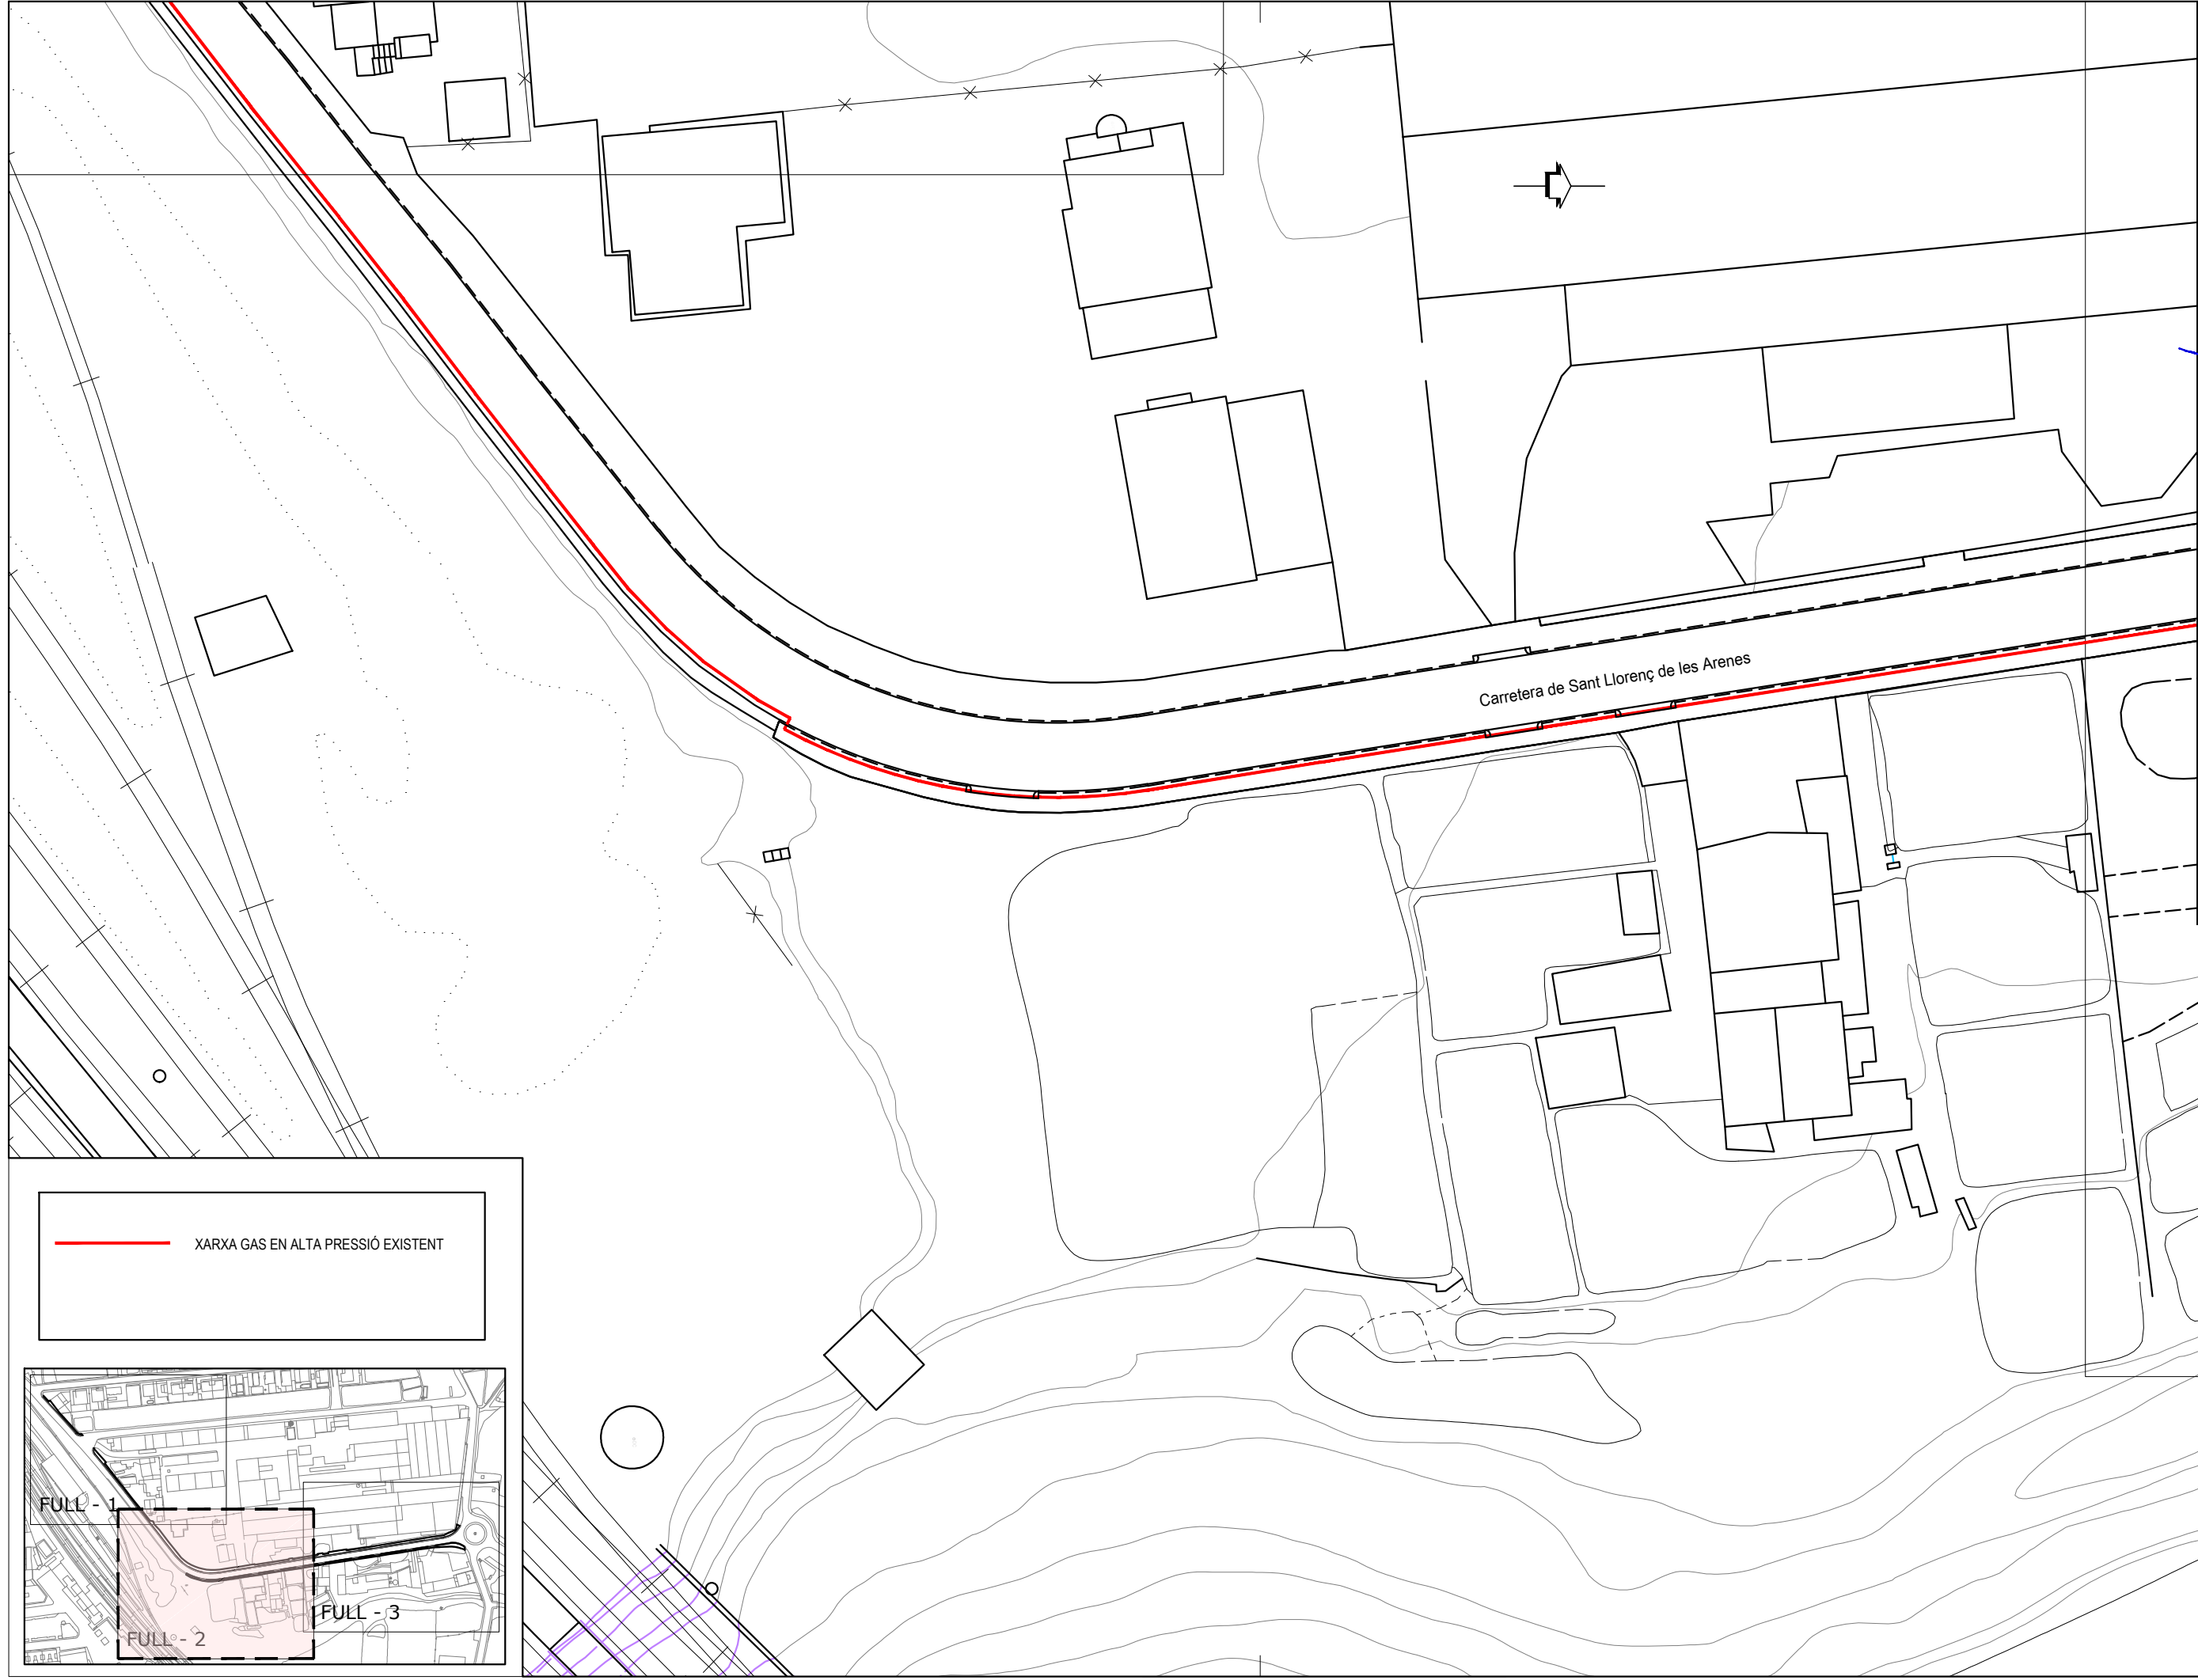 Carretera de Sant Llorenç de les Arenes
XARXA GAS EN ALTA PRESSIÓ EXISTENT
FULL - 1
FULL - 3
FULL - 2